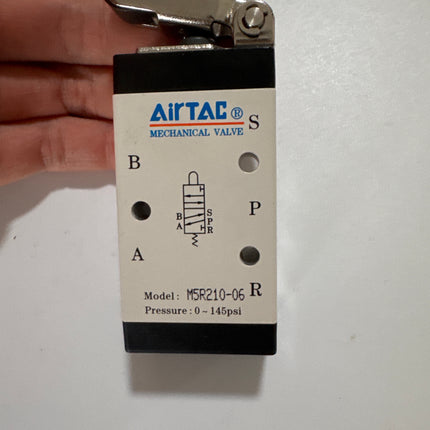 AirTAC ®
MECHANICAL VALVE
S
B
P
B S
A P
R
A
R
Model: M5R210-06
Pressure: 0~145psi